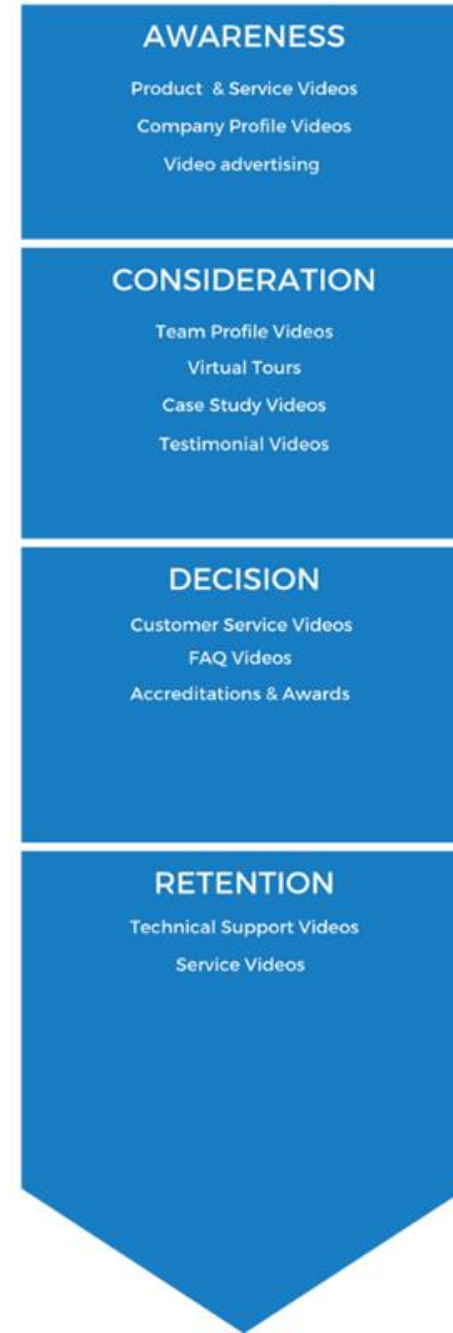 AWARENESS
Product & Service Videos
Company Profile Videos
Video advertising
CONSIDERATION
Team Profile Videos
Virtual Tours
Case Study Videos
Testimonial Videos
DECISION
Customer Service Videos
FAQ Videos
Accreditations & Awards
RETENTION
Technical Support Videos
Service Videos